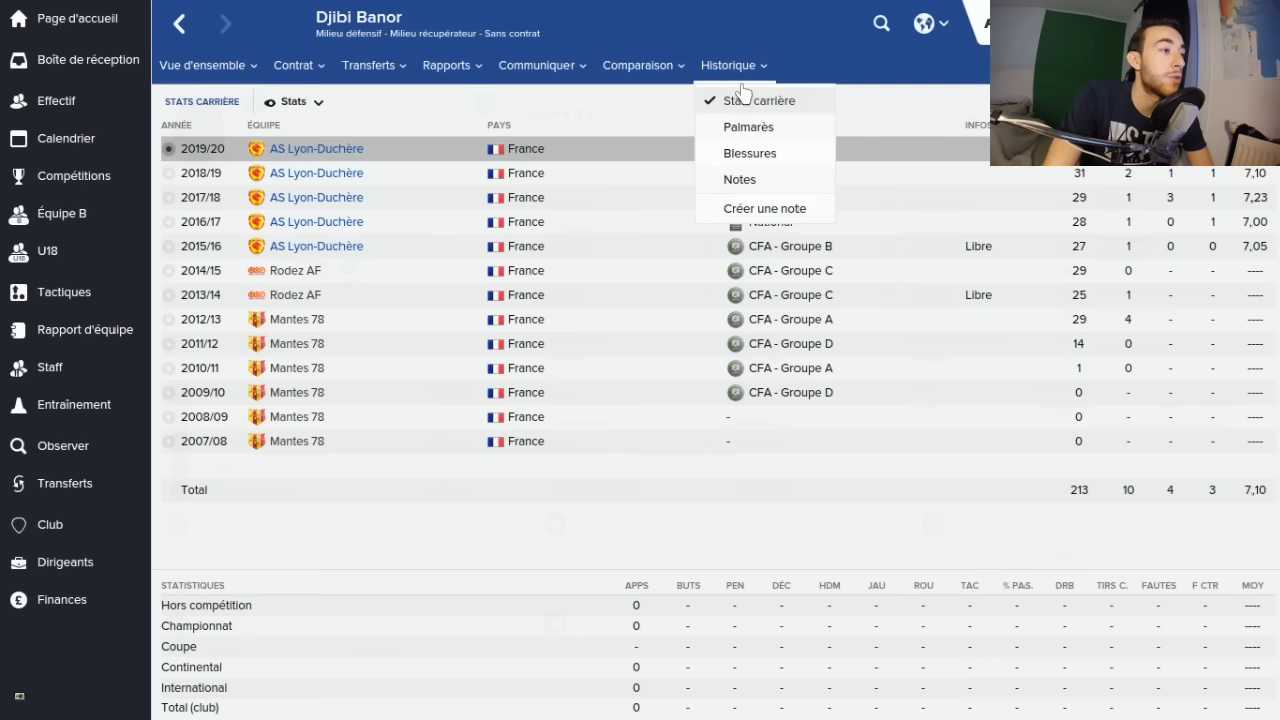 Page d'accueil
Boîte de réception
Effectif
Calendrier
Compétitions
Équipe B
U18
Tactiques
Rapport d'équipe
Staff
Entraînement
Observer
Transferts
Club
Dirigeants
Finances
Djibi Banor
Milieu défensif - Milieu récupérateur - Sans contrat
Vue d'ensemble Contrat Transferts Rapports Communiquer Comparaison Historique
STATS CARRIÈRE Stats
carrière
Palmarès
Blessures
Notes
Créer une note
ANNÉE ÉQUIPE PAYS INFOS
2019/20 AS Lyon-Duchère France
2018/19 AS Lyon-Duchère France 31 2 1 1 7,10
2017/18 AS Lyon-Duchère France 29 1 3 1 7,23
2016/17 AS Lyon-Duchère France National 28 1 0 1 7,00
2015/16 AS Lyon-Duchère France CFA - Groupe B Libre 27 1 0 0 7,05
2014/15 Rodez AF France CFA - Groupe C 29 0 - - ----
2013/14 Rodez AF France CFA - Groupe C Libre 25 1 - - ----
2012/13 Mantes 78 France CFA - Groupe A 29 4 - - ----
2011/12 Mantes 78 France CFA - Groupe D 14 0 - - ----
2010/11 Mantes 78 France CFA - Groupe A 1 0 - - ----
2009/10 Mantes 78 France CFA - Groupe D 0 - - - ----
2008/09 Mantes 78 France - 0 - - - ----
2007/08 Mantes 78 France - 0 - - - ----
Total 213 10 4 3 7,10
STATISTIQUES APPS BUTS PEN DÉC HDM JAU ROU TAC % PAS. DRB TIRS C. FAUTES F CTR MOY
Hors compétition 0 - - - - - - - - - - - - ----
Championnat 0 - - - - - - - - - - - - ----
Coupe - - - - - - - - - - - - - ----
Continental 0 - - - - - - - - - - - - ----
International 0 - - - - - - - - - - - - ----
Total (club) 0 - - - - - - - - - - - - ----